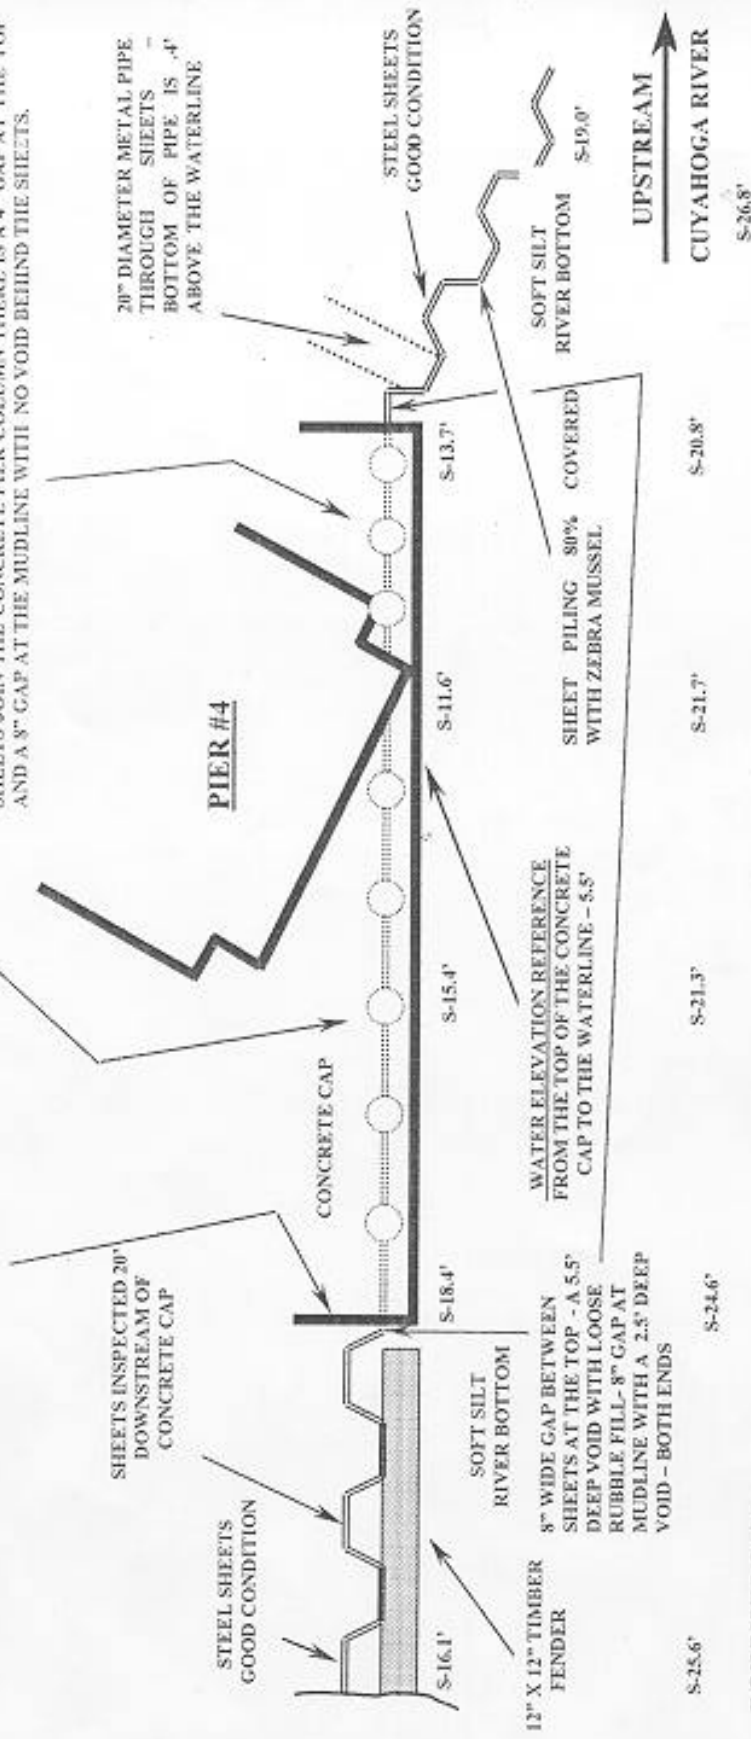 SHEETS JOIN THE CONCRETE PIER COLUMN THERE IS A 4" GAP AT THE TOP
AND A 8" GAP AT THE MUDLINE WITH NO VOID BEHIND THE SHEETS.
20" DIAMETER METAL PIPE
THROUGH SHEETS –
BOTTOM OF PIPE IS .4'
ABOVE THE WATERLINE
SHEETS INSPECTED 20'
DOWNSTREAM OF
CONCRETE CAP
STEEL SHEETS
GOOD CONDITION
PIER #4
STEEL SHEETS
GOOD CONDITION
CONCRETE CAP
S-19.0'
S-16.1'
S-18.4'
S-15.4'
S-11.6'
S-13.7'
SOFT SILT
RIVER BOTTOM
SOFT SILT
RIVER BOTTOM
UPSTREAM
CUYAHOGA RIVER
12" X 12" TIMBER
FENDER
8" WIDE GAP BETWEEN
SHEETS AT THE TOP - A 5.5'
DEEP VOID WITH LOOSE
RUBBLE FILL- 8" GAP AT
MUDLINE WITH A 2.5' DEEP
VOID – BOTH ENDS
WATER ELEVATION REFERENCE
FROM THE TOP OF THE CONCRETE
CAP TO THE WATERLINE – 5.5'
SHEET PILING 80% COVERED
WITH ZEBRA MUSSEL
S-25.6'
S-24.6'
S-21.3'
S-21.7'
S-20.8'
S-26.8'